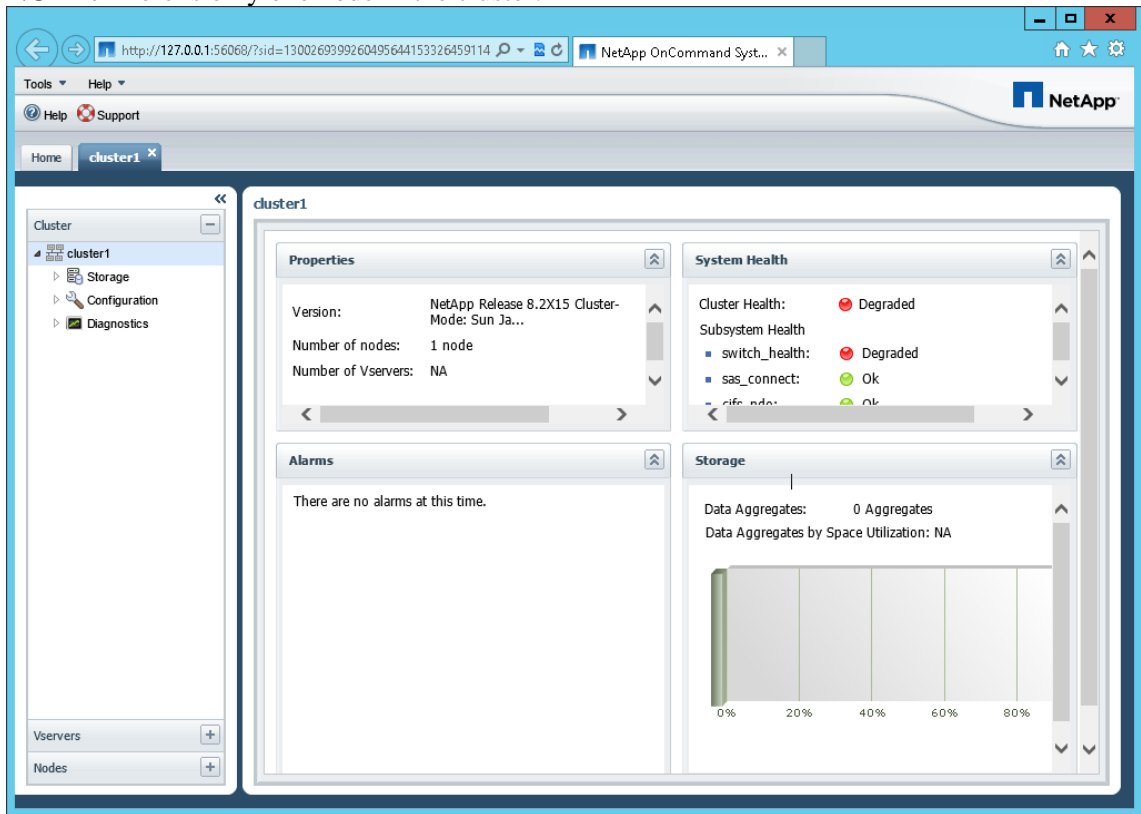 http://127.0.0.1:56068/?sid=13002693992604956441533264591​14
NetApp OnCommand Syst...
Tools Help
Help Support
NetApp
Home cluster1
Cluster
cluster1
Storage
Configuration
Diagnostics
Vservers
Nodes
cluster1
Properties
Version: NetApp Release 8.2X15 Cluster-
Mode: Sun Ja...
Number of nodes: 1 node
Number of Vservers: NA
System Health
Cluster Health: Degraded
Subsystem Health
switch_health: Degraded
sas_connect: Ok
Alarms
There are no alarms at this time.
Storage
Data Aggregates: 0 Aggregates
Data Aggregates by Space Utilization: NA
0% 20% 40% 60% 80%